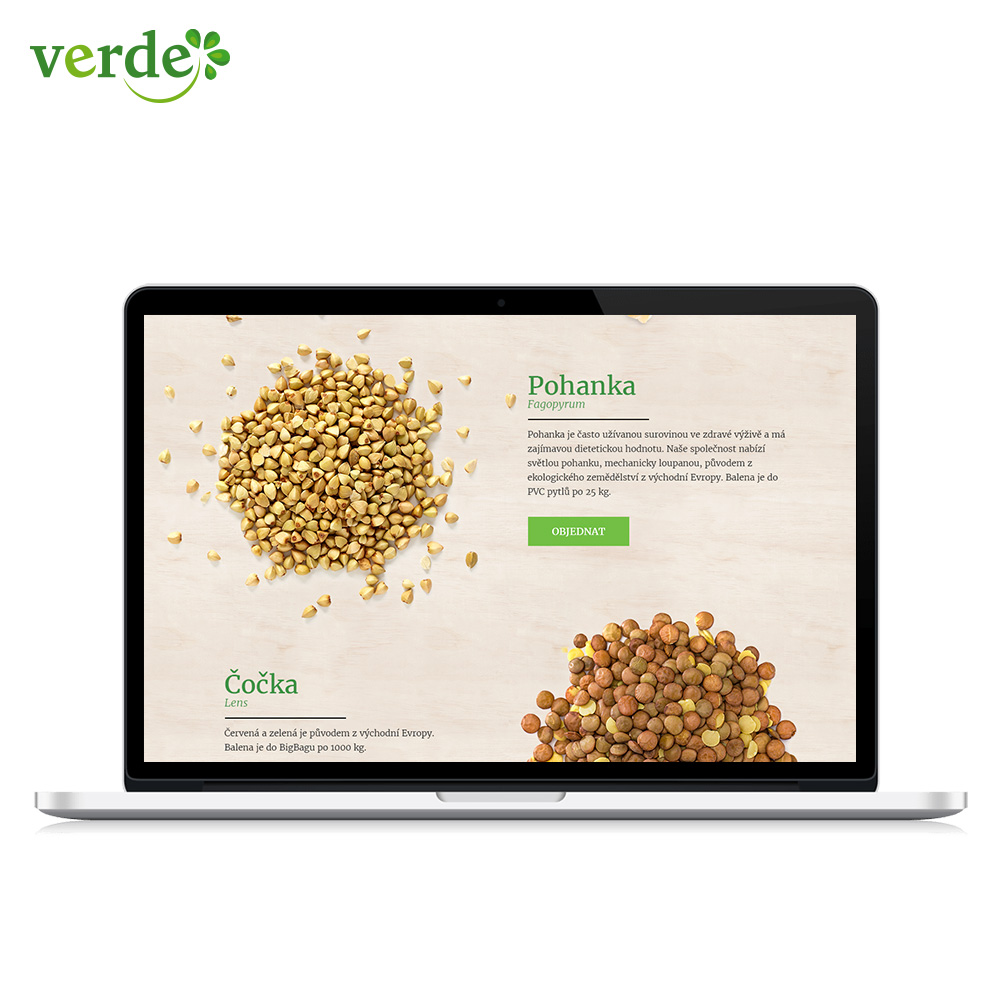 verde
Pohanka
Fagopyrum
Pohanka je často užívanou surovinou ve zdravé výživě a má
zajímavou dietetickou hodnotu. Naše společnost nabízí
světlou pohanku, mechanicky loupanou, původem z
ekologického zemědělství z východní Evropy. Balena je do
PVC pytlů po 25 kg.
OBJEDNAT
Čočka
Lens
Červená a zelená je původem z východní Evropy.
Balena je do BigBagu po 1000 kg.